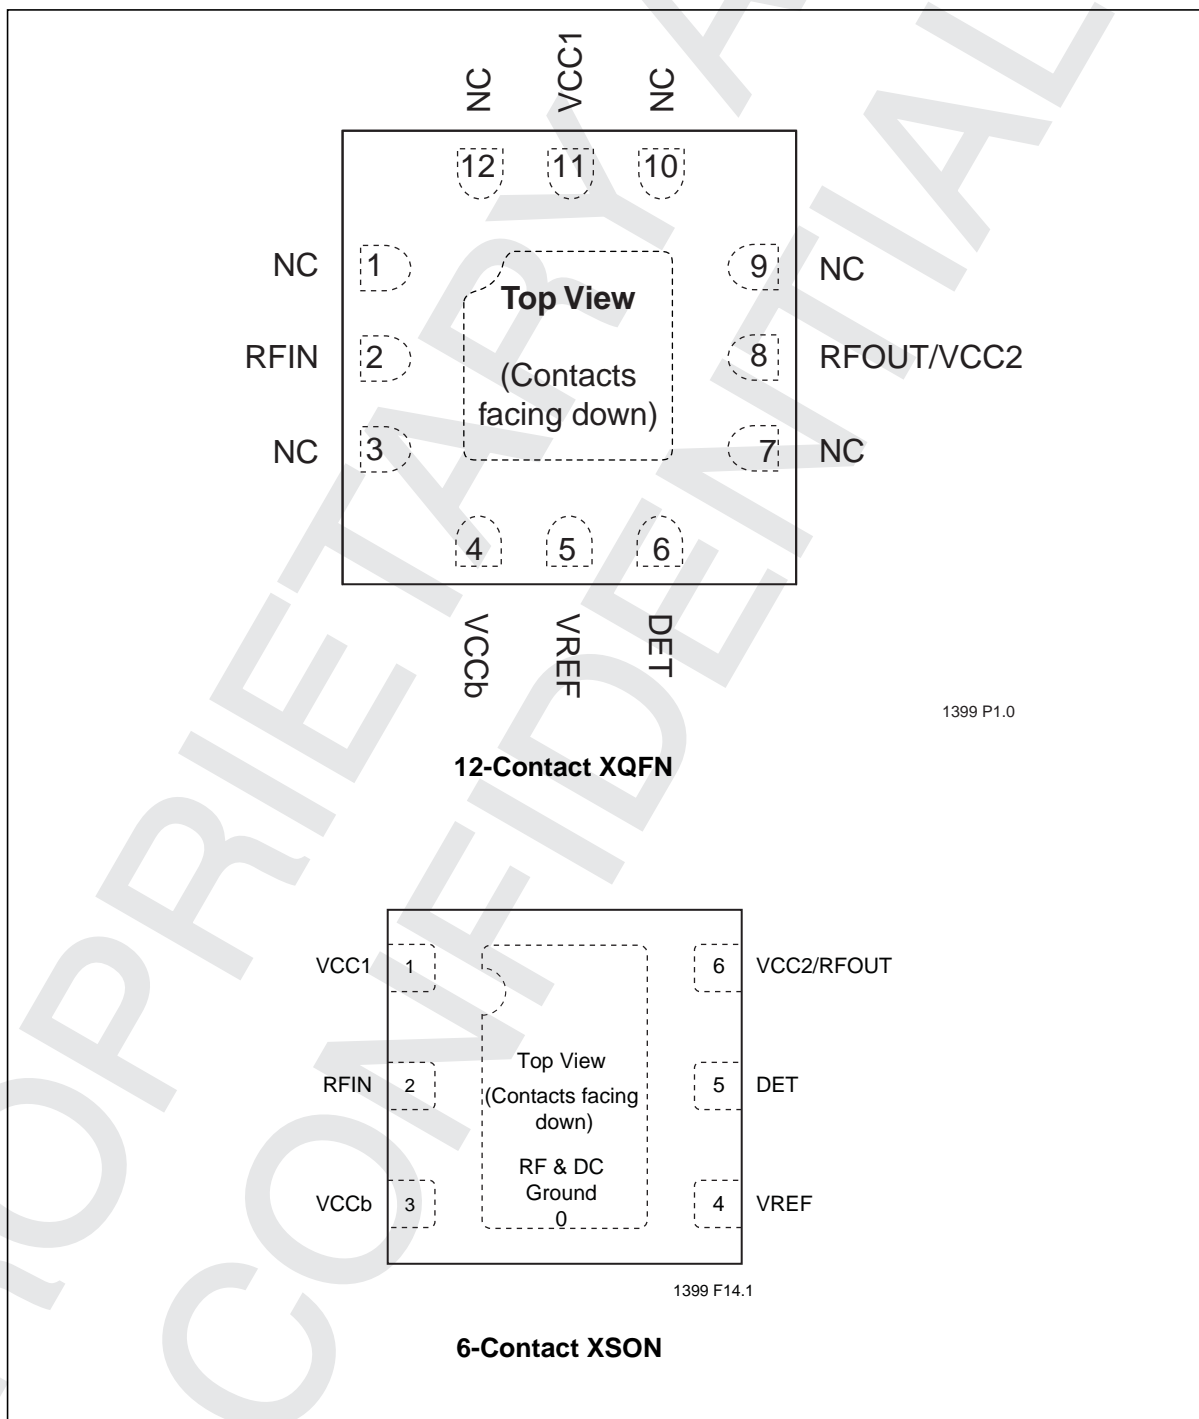 NC
VCC1
NC
12
11
10
NC
1
9
NC
Top View
RFIN
2
8
RFOUT/VCC2
(Contacts
facing down)
NC
3
7
NC
4
5
6
VCCb
VREF
DET
1399 P1.0
12-Contact XQFN
VCC1
1
6
VCC2/RFOUT
Top View
RFIN
2
(Contacts facing
down)
5
DET
RF & DC
Ground
0
VCCb
3
4
VREF
1399 F14.1
6-Contact XSON
CONFIDENTIAL